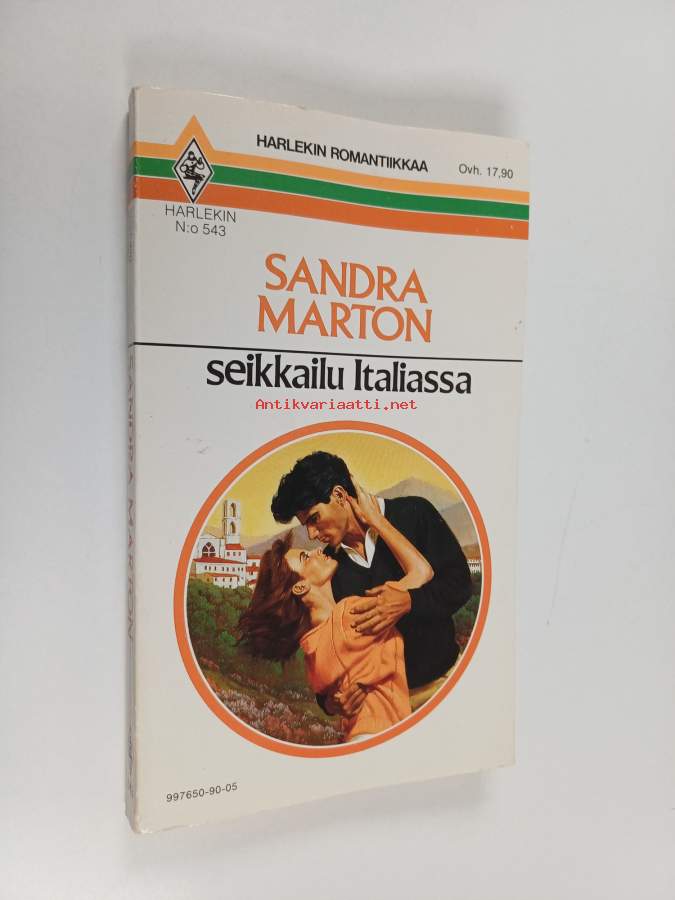 HARLEKIN ROMANTIIKKAA
Ovh. 17,90
HARLEKIN
N:o 543
SANDRA
MARTON
seikkailu Italiassa
Antikvariaatti.net
997650-90-05
SANDRA MARTON